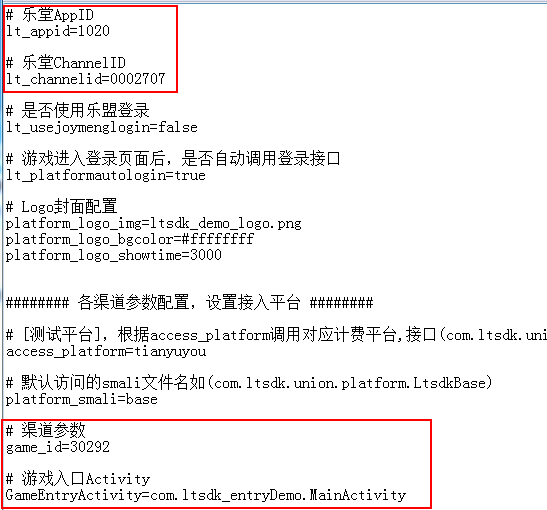 # 乐堂AppID
lt_appid=1020
# 乐堂ChannelID
lt_channelid=0002707
# 是否使用乐盟登录
lt_usejoymenglogin=false
# 游戏进入登录页面后，是否自动调用登录接口
lt_platformautologin=true
# Logo封面配置
platform_logo_img=ltsdk_demo_logo.png
platform_logo_bgcolor=#ffffffff
platform_logo_showtime=3000
######## 各渠道参数配置，设置接入平台 ########
# [测试平台]，根据access_platform调用对应计费平台,接口(com.ltsdk.uni
access_platform=tianyuyou
# 默认访问的smali文件名如(com.ltsdk.union.platform.LtsdkBase)
platform_smali=base
# 渠道参数
game_id=30292
# 游戏入口Activity
GameEntryActivity=com.ltsdk_entryDemo.MainActivity